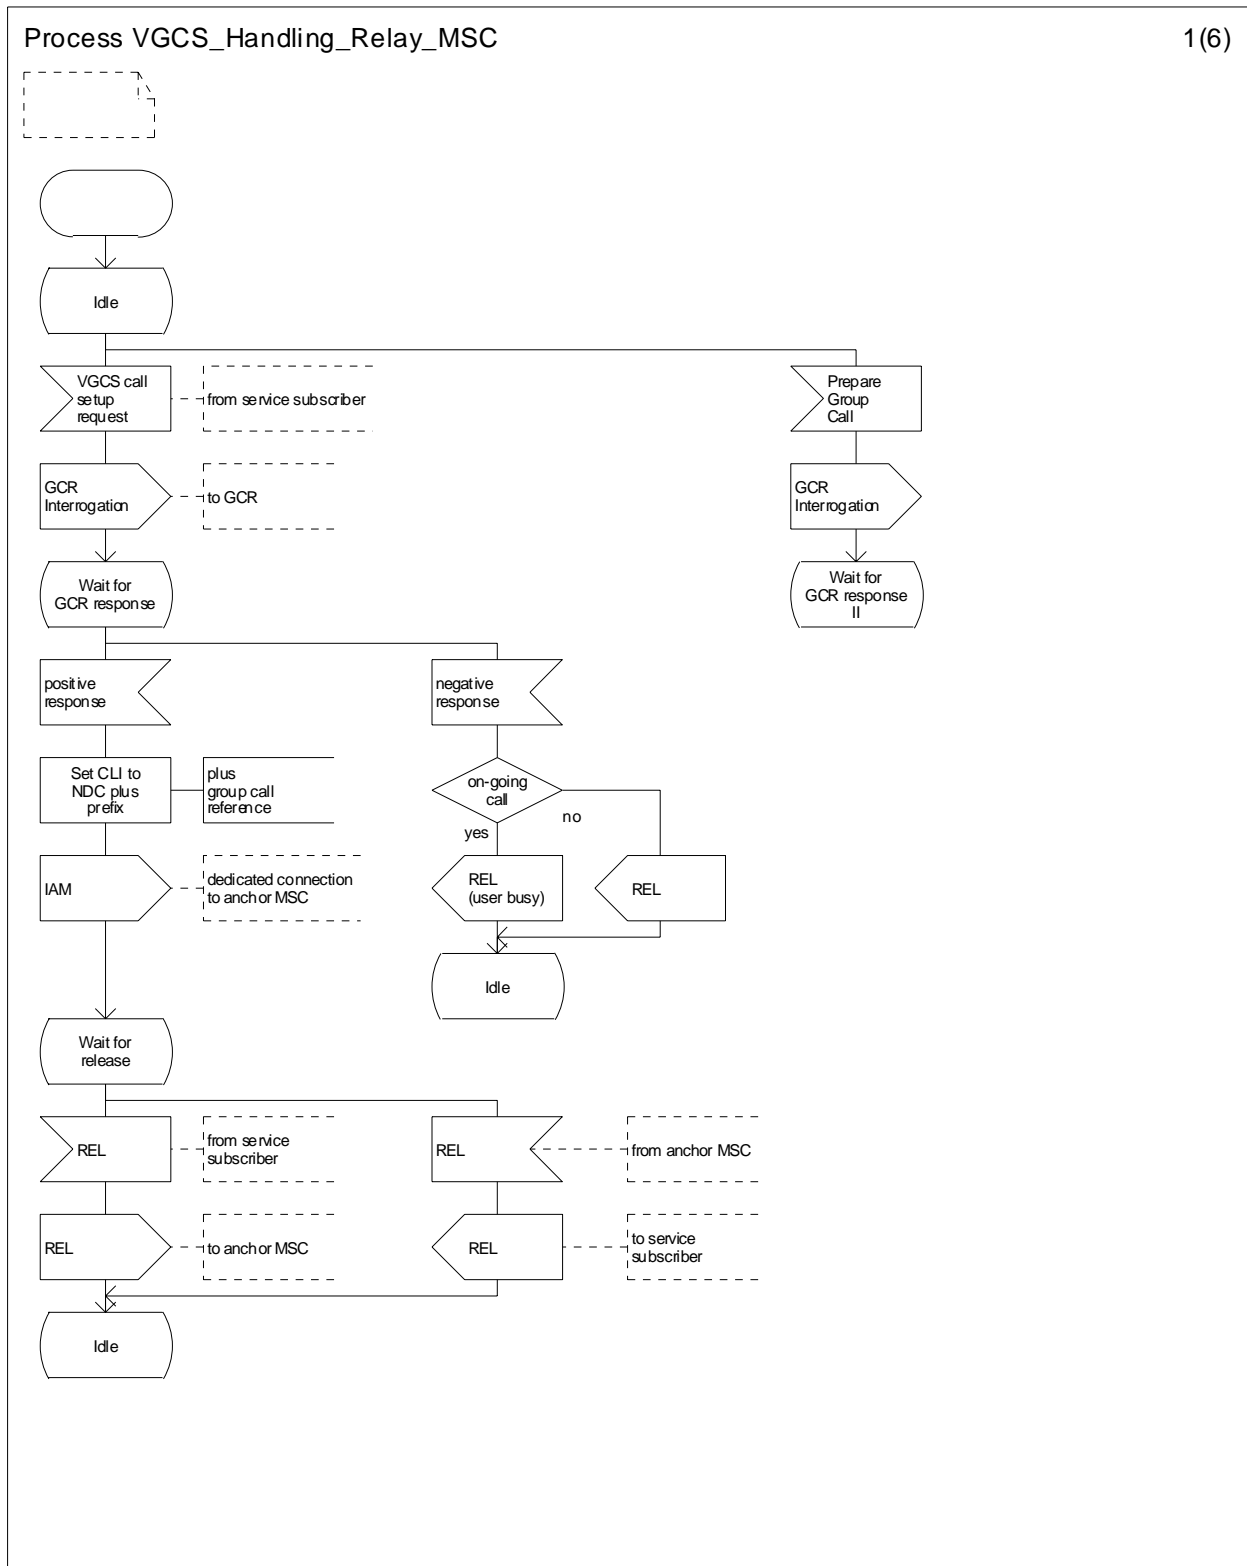 Process VGCS_Handling_Relay_MSC
1(6)
Idle
VGCS call
setup
request
from service subscriber
Prepare
Group
Call
GCR
Interrogation
to GCR
GCR
Interrogation
Wait for
GCR response
Wait for
GCR response
II
positive
response
negative
response
Set CLI to
NDC plus
prefix
plus
group call
reference
on-going
call
yes
no
IAM
dedicated connection
to anchor MSC
REL
(user busy)
REL
Idle
Wait for
release
REL
from service
subscriber
REL
from anchor MSC
REL
to anchor MSC
REL
to service
subscriber
Idle